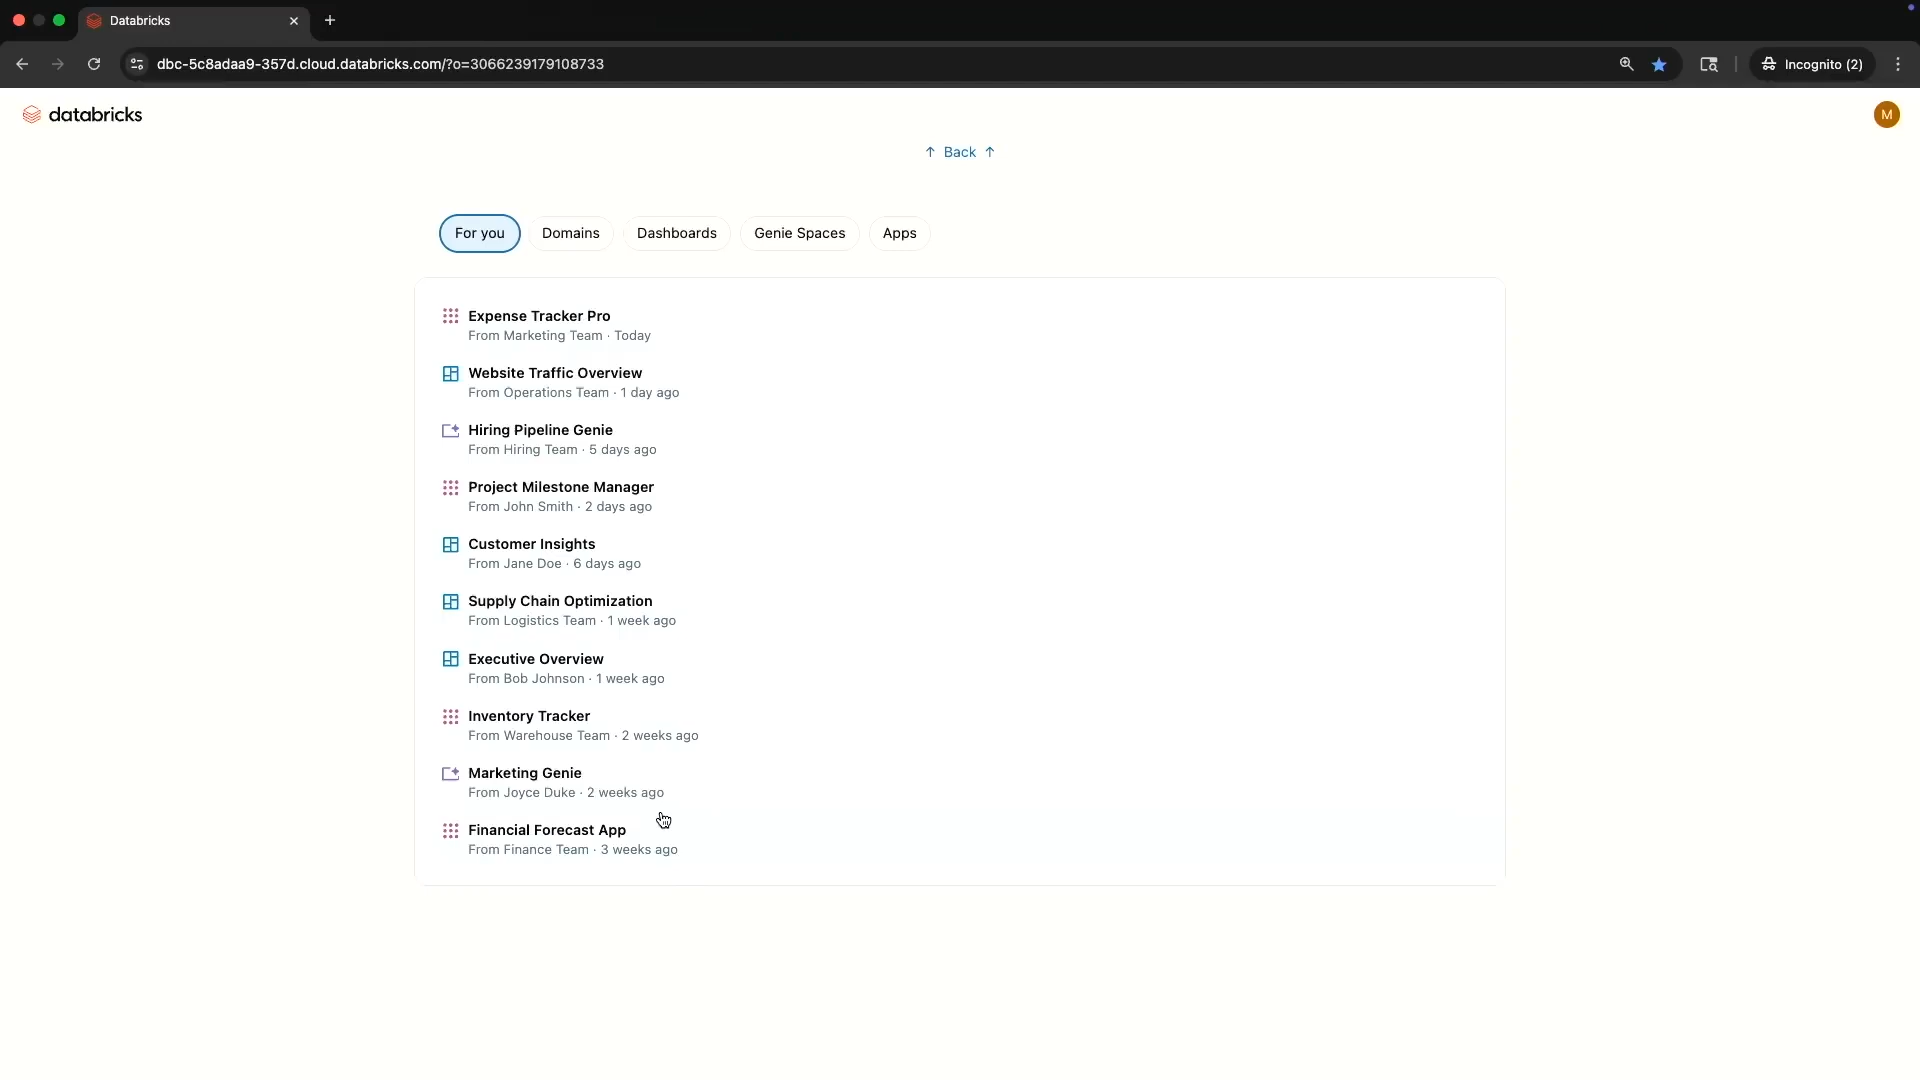 Databricks
dbc-5c8adaa9-357d.cloud.databricks.com/?o=3066239179108733
Incognito (2)
databricks
M
↑ Back ↑
For you
Domains
Dashboards
Genie Spaces
Apps
Expense Tracker Pro
From Marketing Team · Today
Website Traffic Overview
From Operations Team · 1 day ago
Hiring Pipeline Genie
From Hiring Team · 5 days ago
Project Milestone Manager
From John Smith · 2 days ago
Customer Insights
From Jane Doe · 6 days ago
Supply Chain Optimization
From Logistics Team · 1 week ago
Executive Overview
From Bob Johnson · 1 week ago
Inventory Tracker
From Warehouse Team · 2 weeks ago
Marketing Genie
From Joyce Duke · 2 weeks ago
Financial Forecast App
From Finance Team · 3 weeks ago